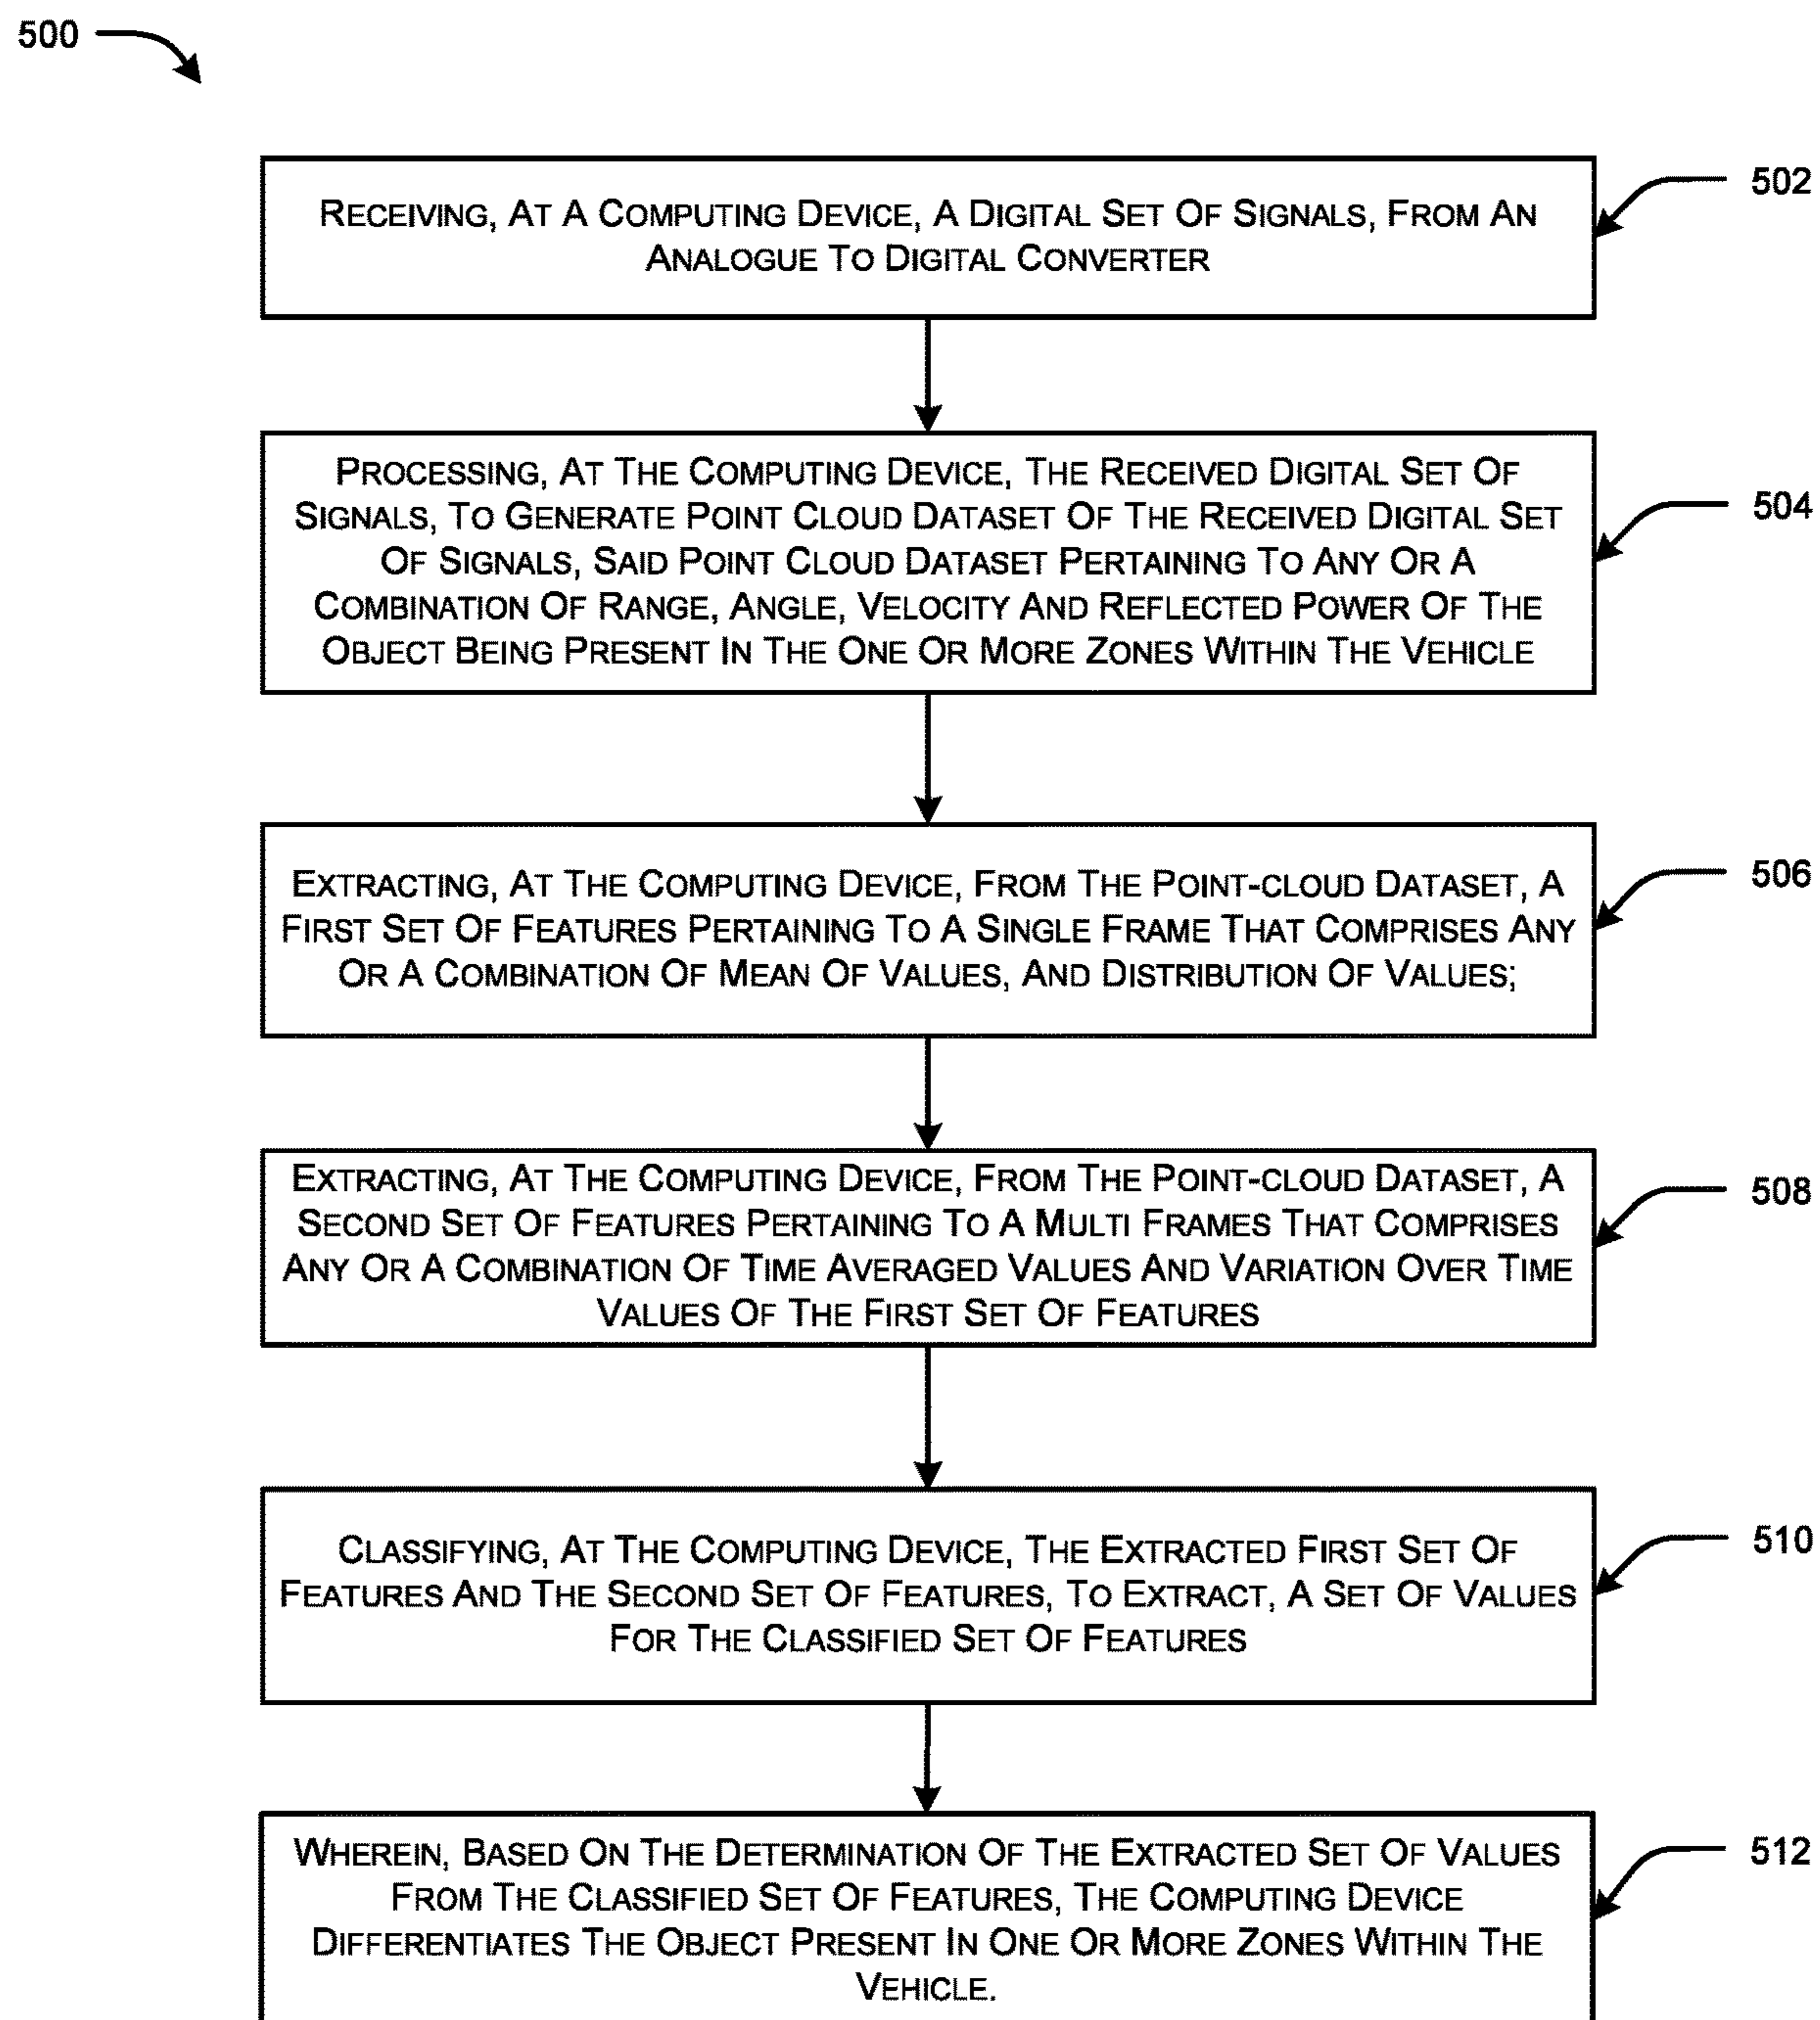 500
RECEIVING, AT A COMPUTING DEVICE, A DIGITAL SET OF SIGNALS, FROM AN
ANALOGUE TO DIGITAL CONVERTER
502
PROCESSING, AT THE COMPUTING DEVICE, THE RECEIVED DIGITAL SET OF
SIGNALS, TO GENERATE POINT CLOUD DATASET OF THE RECEIVED DIGITAL SET
OF SIGNALS, SAID POINT CLOUD DATASET PERTAINING TO ANY OR A
COMBINATION OF RANGE, ANGLE, VELOCITY AND REFLECTED POWER OF THE
OBJECT BEING PRESENT IN THE ONE OR MORE ZONES WITHIN THE VEHICLE
504
EXTRACTING, AT THE COMPUTING DEVICE, FROM THE POINT-CLOUD DATASET, A
FIRST SET OF FEATURES PERTAINING TO A SINGLE FRAME THAT COMPRISES ANY
OR A COMBINATION OF MEAN OF VALUES, AND DISTRIBUTION OF VALUES;
506
EXTRACTING, AT THE COMPUTING DEVICE, FROM THE POINT-CLOUD DATASET, A
SECOND SET OF FEATURES PERTAINING TO A MULTI FRAMES THAT COMPRISES
ANY OR A COMBINATION OF TIME AVERAGED VALUES AND VARIATION OVER TIME
VALUES OF THE FIRST SET OF FEATURES
508
CLASSIFYING, AT THE COMPUTING DEVICE, THE EXTRACTED FIRST SET OF
FEATURES AND THE SECOND SET OF FEATURES, TO EXTRACT, A SET OF VALUES
FOR THE CLASSIFIED SET OF FEATURES
510
WHEREIN, BASED ON THE DETERMINATION OF THE EXTRACTED SET OF VALUES
FROM THE CLASSIFIED SET OF FEATURES, THE COMPUTING DEVICE
DIFFERENTIATES THE OBJECT PRESENT IN ONE OR MORE ZONES WITHIN THE
VEHICLE.
512